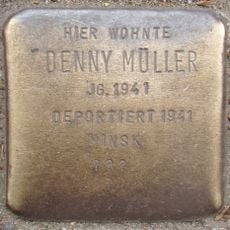 HIER WOHNTE
DENNY MÜLLER
JG. 1941
DEPORTIERT 1941
MINSK
???